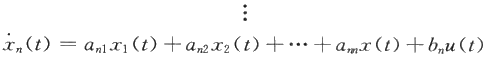 ⋮
ẋₙ(t) = aₙ₁x₁(t) + aₙ₂x₂(t) + ⋯ + aₙₙx(t) + bₙu(t)